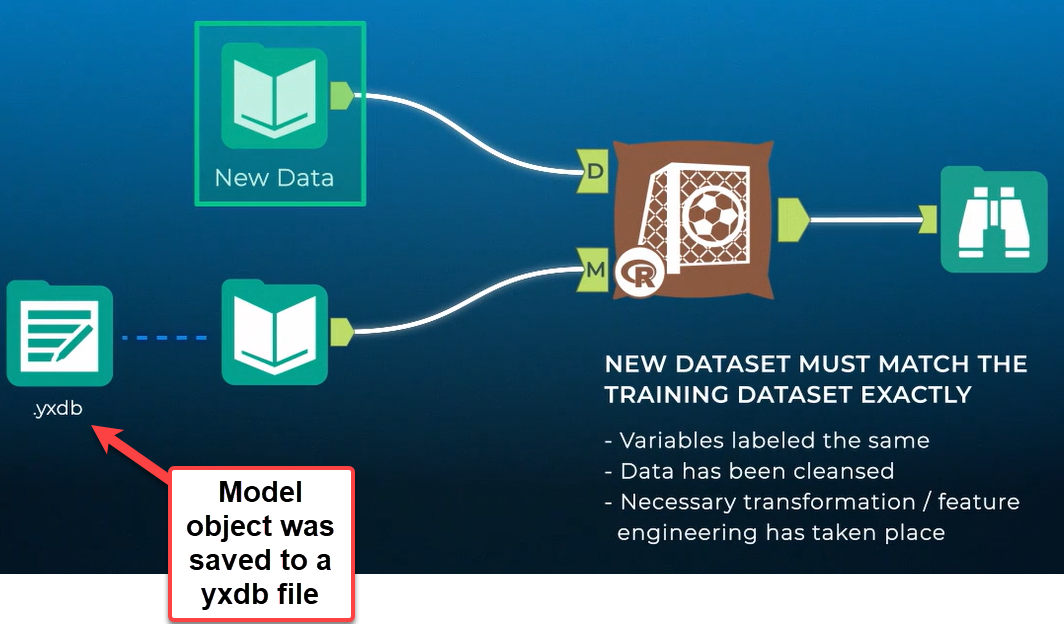 New Data
D
M
R
.yxdb
NEW DATASET MUST MATCH THE
TRAINING DATASET EXACTLY
- Variables labeled the same
- Data has been cleansed
- Necessary transformation / feature
engineering has taken place
Model
object was
saved to a
yxdb file